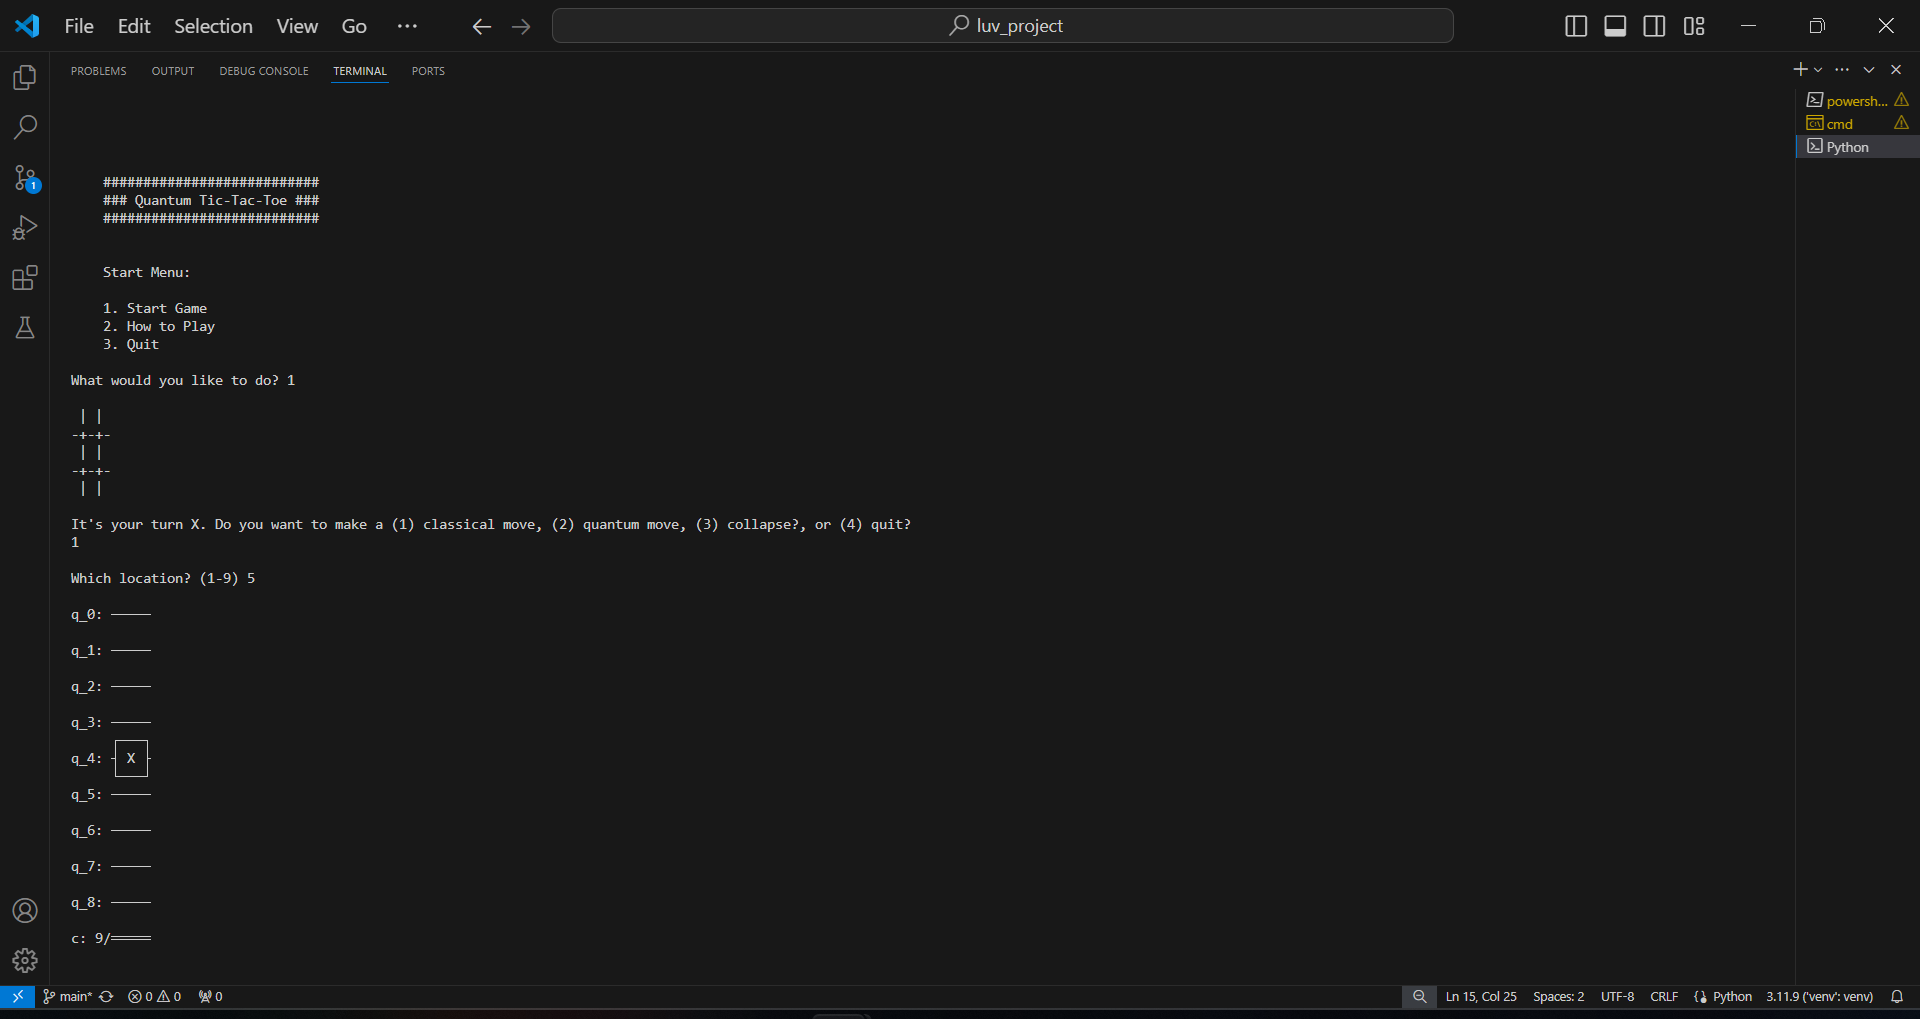 File Edit Selection View Go ··· luv_project
PROBLEMS OUTPUT DEBUG CONSOLE TERMINAL PORTS
powersh...
cmd
Python
1
###########################
### Quantum Tic-Tac-Toe ###
###########################
Start Menu:
1. Start Game
2. How to Play
3. Quit
What would you like to do? 1
| |
-+-+-
| |
-+-+-
| |
It's your turn X. Do you want to make a (1) classical move, (2) quantum move, (3) collapse?, or (4) quit?
1
Which location? (1-9) 5
q_0: ─────
q_1: ─────
q_2: ─────
q_3: ─────
q_4: ┤ X ├
q_5: ─────
q_6: ─────
q_7: ─────
q_8: ─────
c: 9/═════
main* 0 0 0 Ln 15, Col 25 Spaces: 2 UTF-8 CRLF Python 3.11.9 ('venv': venv)